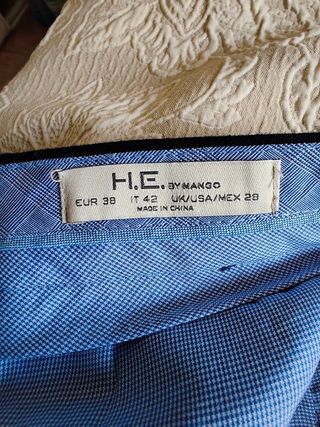 H.E. BY MANGO
EUR 38 IT 42 UK/USA/MEX 28
MADE IN CHINA